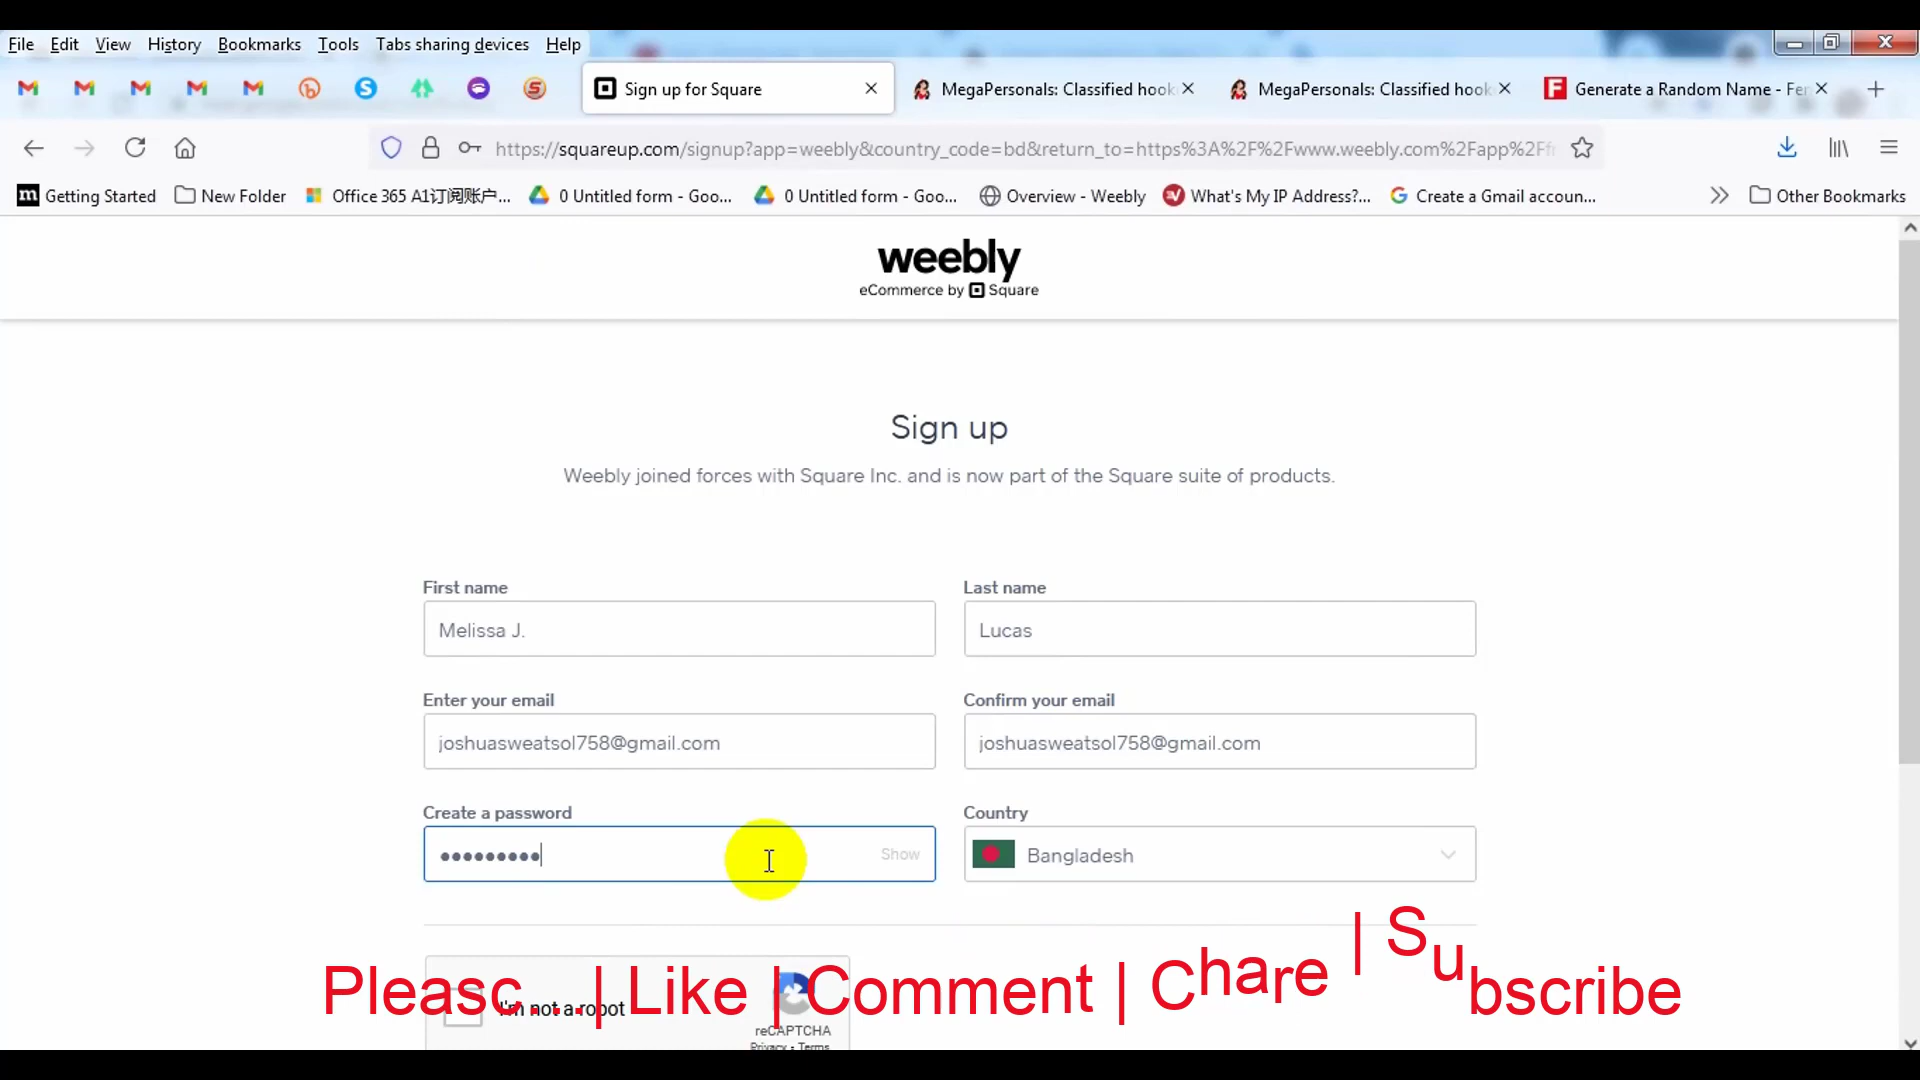 File Edit View History Bookmarks Tools Tabs sharing devices Help
Sign up for Square MegaPersonals: Classified hook MegaPersonals: Classified hook Generate a Random Name - Fer
https://squareup.com/signup?app=weebly&country_code=bd&return_to=https%3A%2F%2Fwww.weebly.com%2Fapp%2Ff
Getting Started New Folder Office 365 A1订阅账户... 0 Untitled form - Goo... 0 Untitled form - Goo... Overview - Weebly What's My IP Address?... Create a Gmail accoun... Other Bookmarks
weebly
eCommerce by Square
Sign up
Weebly joined forces with Square Inc. and is now part of the Square suite of products.
First name Last name
Melissa J. Lucas
Enter your email Confirm your email
joshuasweatsol758@gmail.com joshuasweatsol758@gmail.com
Create a password Country
Show Bangladesh
Pleasc...| Like | Comment | Chare | Subscribe
I'm not a robot
reCAPTCHA
Privacy - Terms